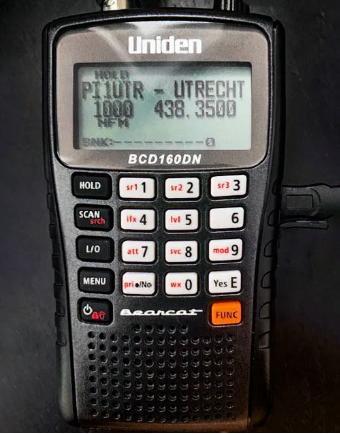 Uniden
HOLD
PI1UTR - UTRECHT
1000 438.3500
NFM
BNK:----------0
BCD160DN
HOLD sr1 1 sr2 2 sr3 3
SCAN srch ifx 4 lvl 5 6
L/O att 7 svc 8 mod 9
MENU pri •/No wx 0 Yes E
Bearcat FUNC